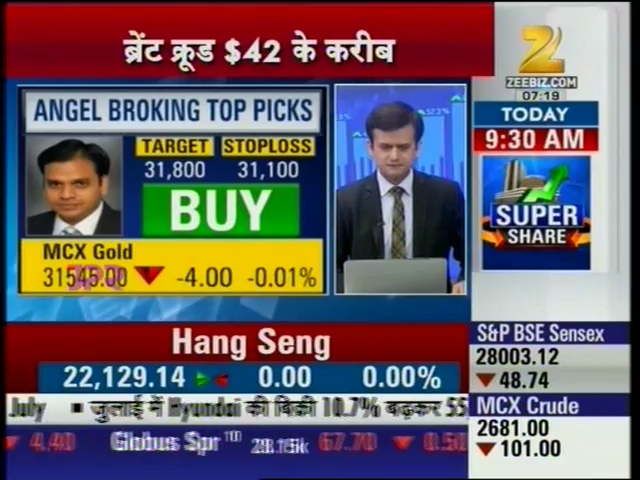 ब्रेंट क्रूड $42 के करीब
ZEEBIZ.COM
07:19
ANGEL BROKING TOP PICKS
TARGET STOPLOSS
31,800 31,100
BUY
MCX Gold
31545.00 -4.00 -0.01%
TODAY
9:30 AM
SUPER
SHARE
Hang Seng
22,129.14 0.00 0.00%
S&P BSE Sensex
28003.12
48.74
MCX Crude
2681.00
101.00
July जुलाई में Hyundai की बिक्री 10.7% बढ़कर 55
4.40 Globus Spr 67.70 0.50